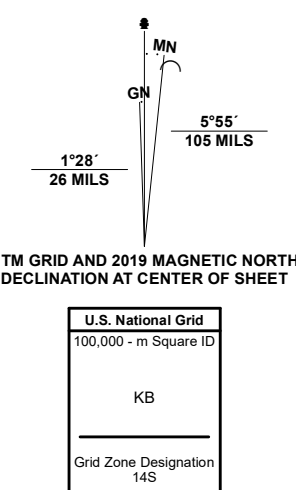 MN
GN
5°55´
105 MILS
1°28´
26 MILS
TM GRID AND 2019 MAGNETIC NORTH
DECLINATION AT CENTER OF SHEET
U.S. National Grid
100,000 - m Square ID
KB
Grid Zone Designation
14S